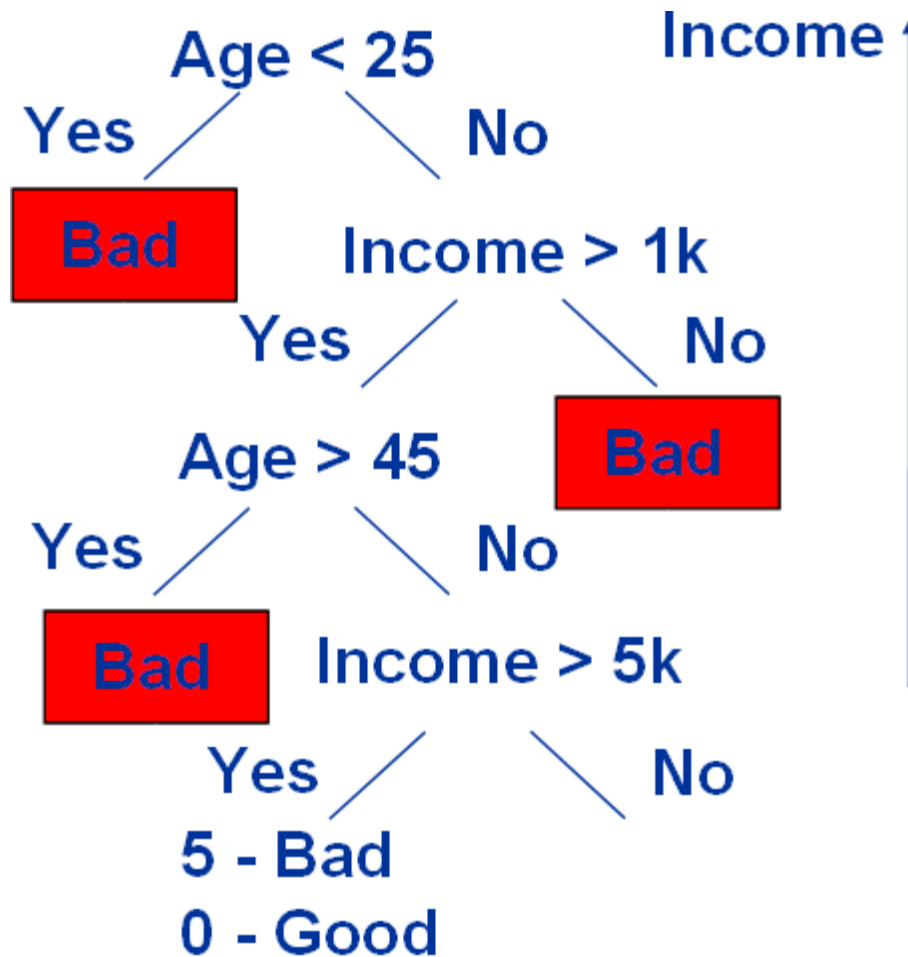 Age < 25
Income
Yes
No
Bad
Income > 1k
Yes
No
Age > 45
Bad
Yes
No
Bad
Income > 5k
Yes
No
5 - Bad
0 - Good